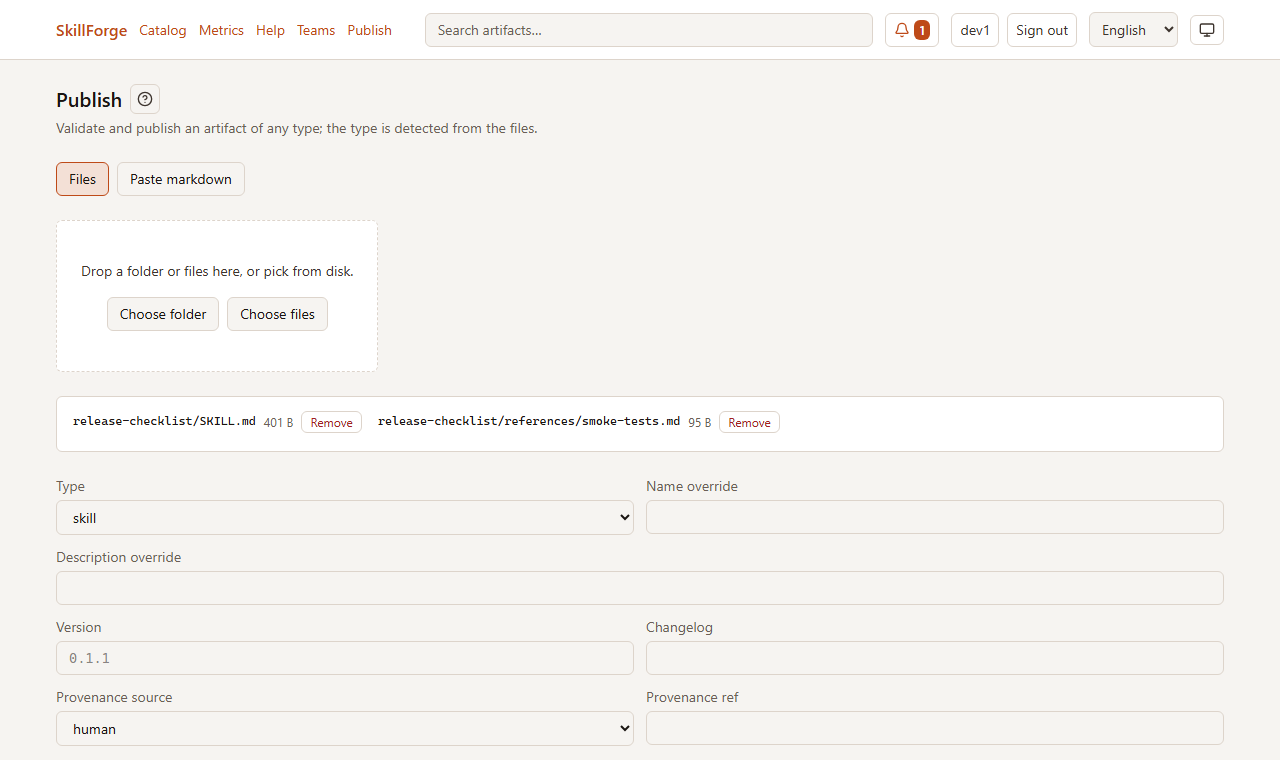 SkillForge Catalog Metrics Help Teams Publish Search artifacts... 1 dev1 Sign out English
Publish
Validate and publish an artifact of any type; the type is detected from the files.
Files Paste markdown
Drop a folder or files here, or pick from disk.
Choose folder Choose files
release-checklist/SKILL.md 401 B Remove release-checklist/references/smoke-tests.md 95 B Remove
Type Name override
skill
Description override
Version Changelog
0.1.1
Provenance source Provenance ref
human